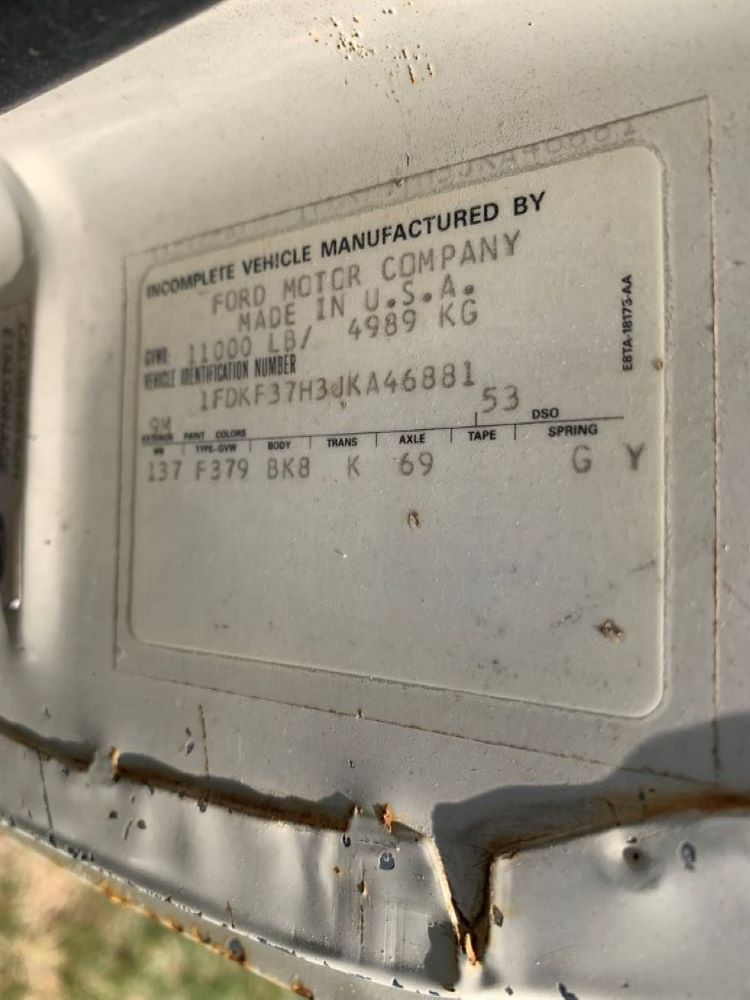 INCOMPLETE VEHICLE MANUFACTURED BY
FORD MOTOR COMPANY
MADE IN U.S.A.
GVWR: 11000 LB/ 4989 KG
VEHICLE IDENTIFICATION NUMBER
1FDKF37H3JKA46881
9M 53
EXTERIOR PAINT COLORS DSO
WB TYPE-GVW BODY TRANS AXLE TAPE SPRING
137 F379 BK8 K 69 G Y
E8TA-18173-AA